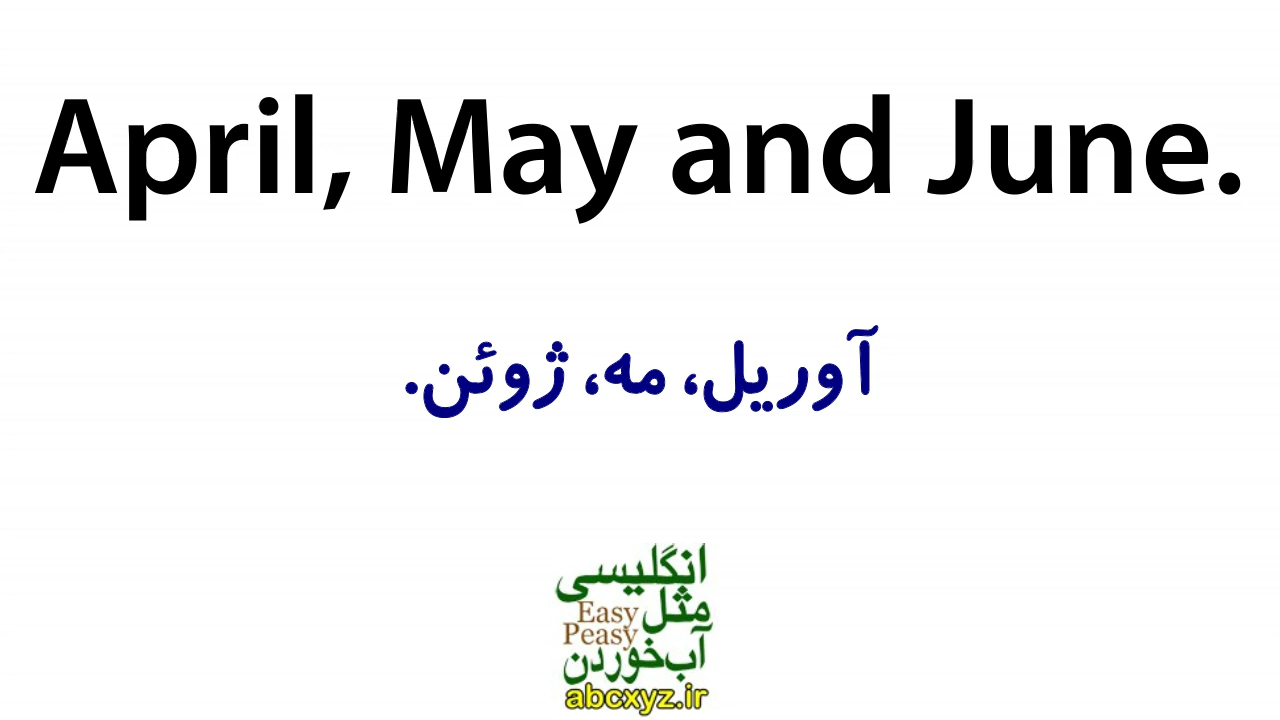 April, May and June.
آوریل، مه، ژوئن.
انگلیسی
مثل Easy
Peasy
آب‌خوردن
abcxyz.ir